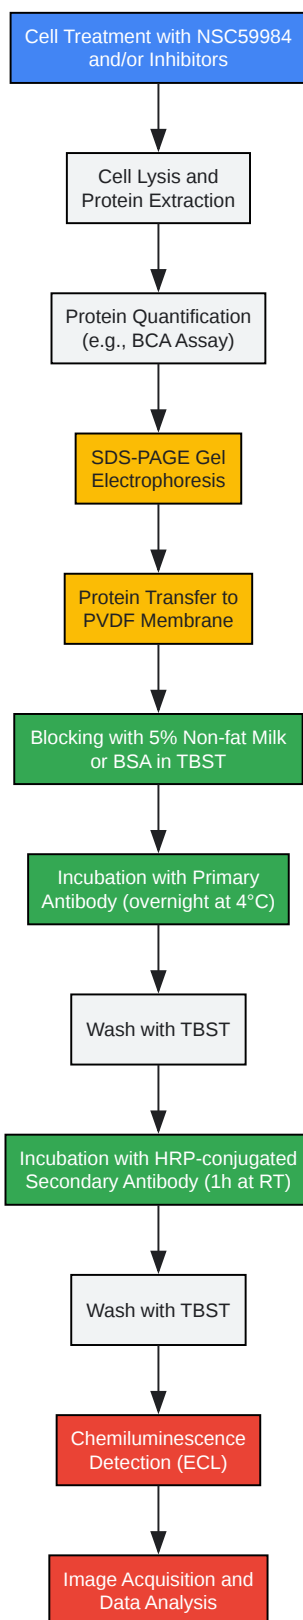 Cell Treatment with NSC59984
and/or Inhibitors
Cell Lysis and
Protein Extraction
Protein Quantification
(e.g., BCA Assay)
SDS-PAGE Gel
Electrophoresis
Protein Transfer to
PVDF Membrane
Blocking with 5% Non-fat Milk
or BSA in TBST
Incubation with Primary
Antibody (overnight at 4°C)
Wash with TBST
Incubation with HRP-conjugated
Secondary Antibody (1h at RT)
Wash with TBST
Chemiluminescence
Detection (ECL)
Image Acquisition and
Data Analysis